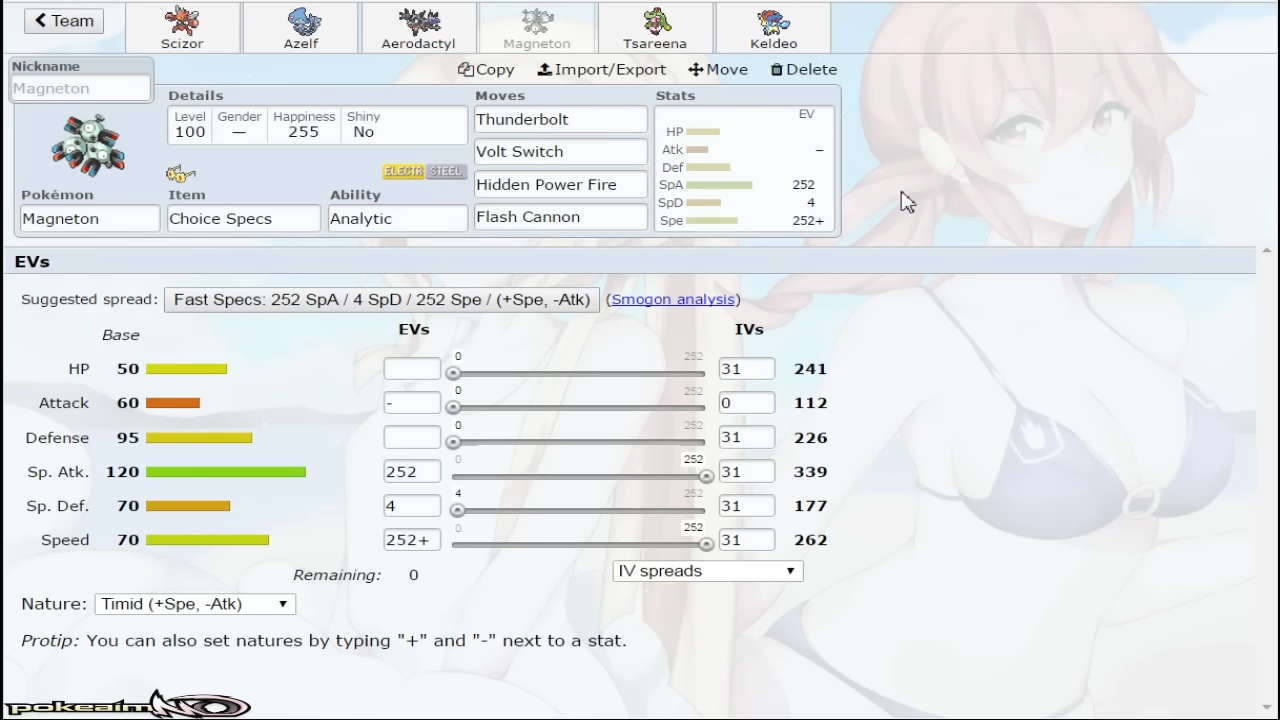 Team
Scizor
Azelf
Aerodactyl
Magneton
Tsareena
Keldeo
Nickname
Magneton
Copy
Import/Export
Move
Delete
Details
Level
100
Gender
—
Happiness
255
Shiny
No
ELECTR STEEL
Pokémon
Magneton
Item
Choice Specs
Ability
Analytic
Moves
Thunderbolt
Volt Switch
Hidden Power Fire
Flash Cannon
Stats
EV
HP
Atk –
Def
SpA 252
SpD 4
Spe 252+
EVs
Suggested spread: Fast Specs: 252 SpA / 4 SpD / 252 Spe / (+Spe, -Atk) (Smogon analysis)
Base EVs IVs
HP 50 0 252 31 241
Attack 60 - 0 252 0 112
Defense 95 0 252 31 226
Sp. Atk. 120 252 0 252 31 339
Sp. Def. 70 4 4 252 31 177
Speed 70 252+ 0 252 31 262
Remaining: 0 IV spreads
Nature: Timid (+Spe, -Atk)
Protip: You can also set natures by typing "+" and "-" next to a stat.
pokeaimMD